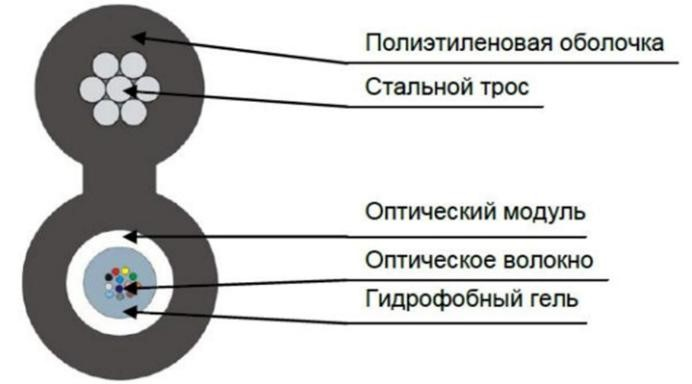 Полиэтиленовая оболочка
Стальной трос
Оптический модуль
Оптическое волокно
Гидрофобный гель